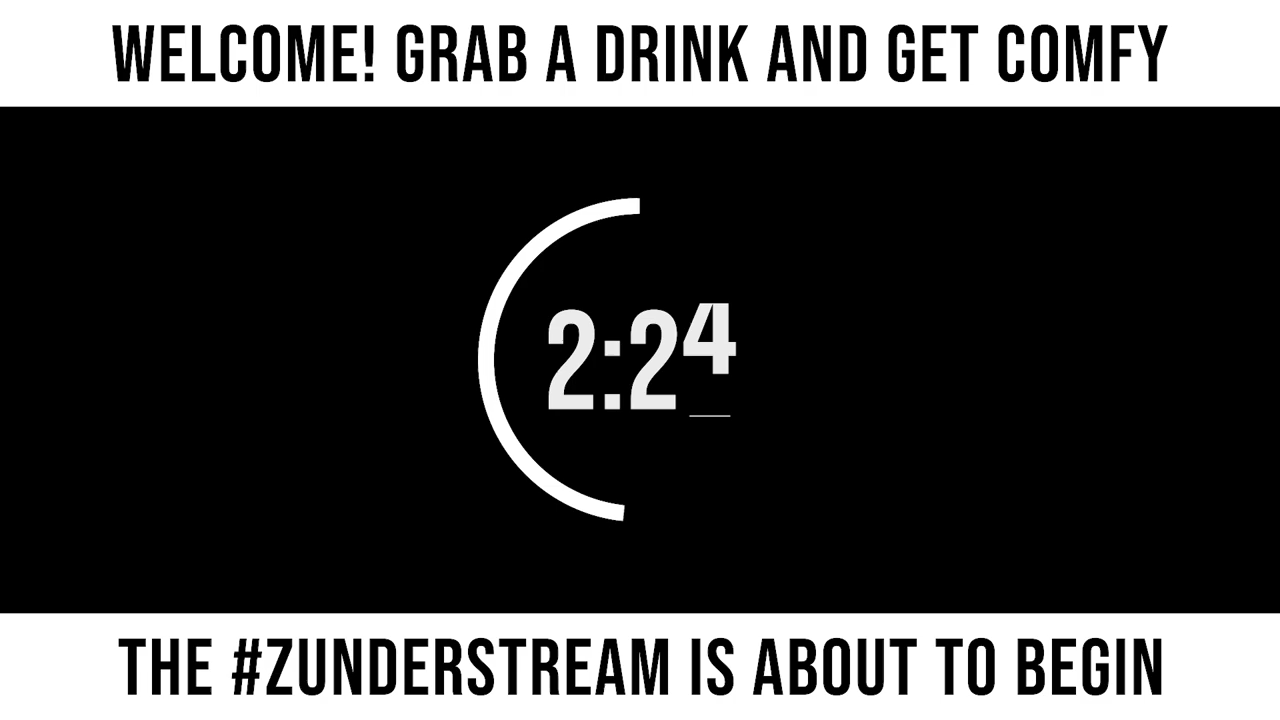 WELCOME! GRAB A DRINK AND GET COMFY
2:24
THE #ZUNDERSTREAM IS ABOUT TO BEGIN